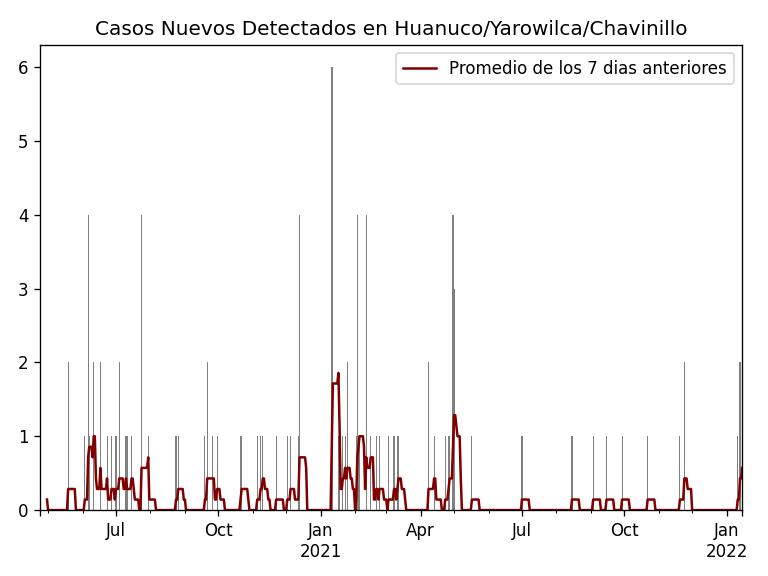 Casos Nuevos Detectados en Huanuco/Yarowilca/Chavinillo
Promedio de los 7 dias anteriores
6
5
4
3
2
1
0
Jul
Oct
Jan
2021
Apr
Jul
Oct
Jan
2022